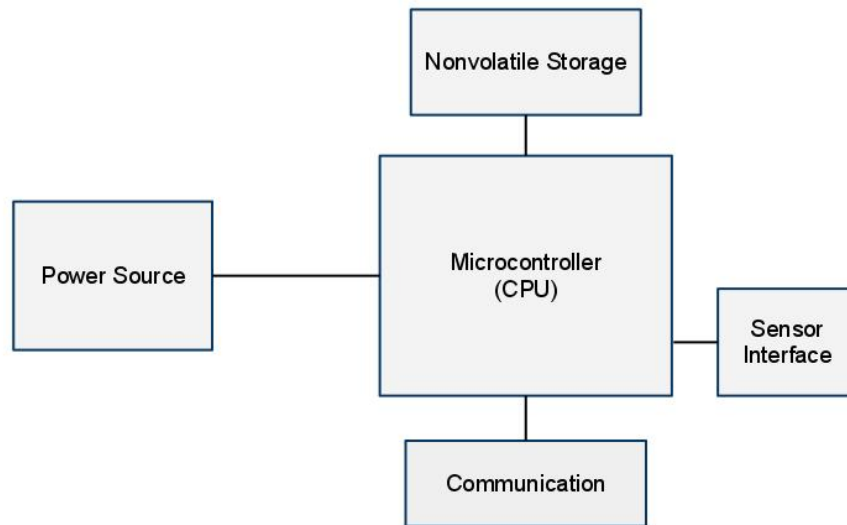 Nonvolatile Storage
Power Source
Microcontroller
(CPU)
Sensor
Interface
Communication